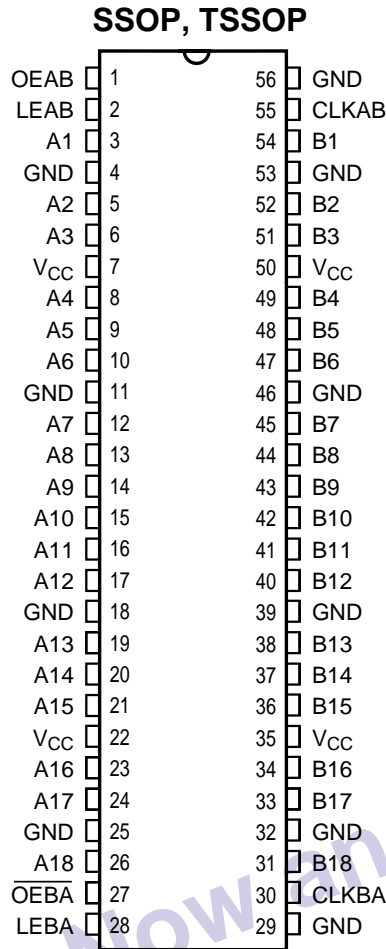 SSOP, TSSOP
OEAB 1 56 GND
LEAB 2 55 CLKAB
A1 3 54 B1
GND 4 53 GND
A2 5 52 B2
A3 6 51 B3
VCC 7 50 VCC
A4 8 49 B4
A5 9 48 B5
A6 10 47 B6
GND 11 46 GND
A7 12 45 B7
A8 13 44 B8
A9 14 43 B9
A10 15 42 B10
A11 16 41 B11
A12 17 40 B12
GND 18 39 GND
A13 19 38 B13
A14 20 37 B14
A15 21 36 B15
VCC 22 35 VCC
A16 23 34 B16
A17 24 33 B17
GND 25 32 GND
A18 26 31 B18
OEBA 27 30 CLKBA
LEBA 28 29 GND
Now an